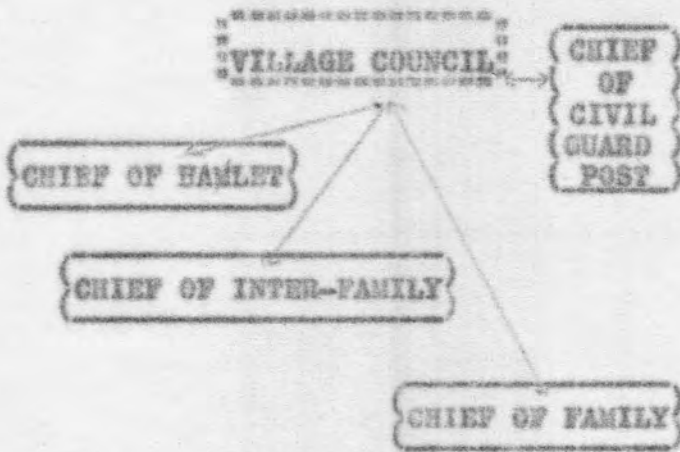 VILLAGE COUNCIL
CHIEF
OF
CIVIL
GUARD
POST
CHIEF OF HAMLET
CHIEF OF INTER-FAMILY
CHIEF OF FAMILY